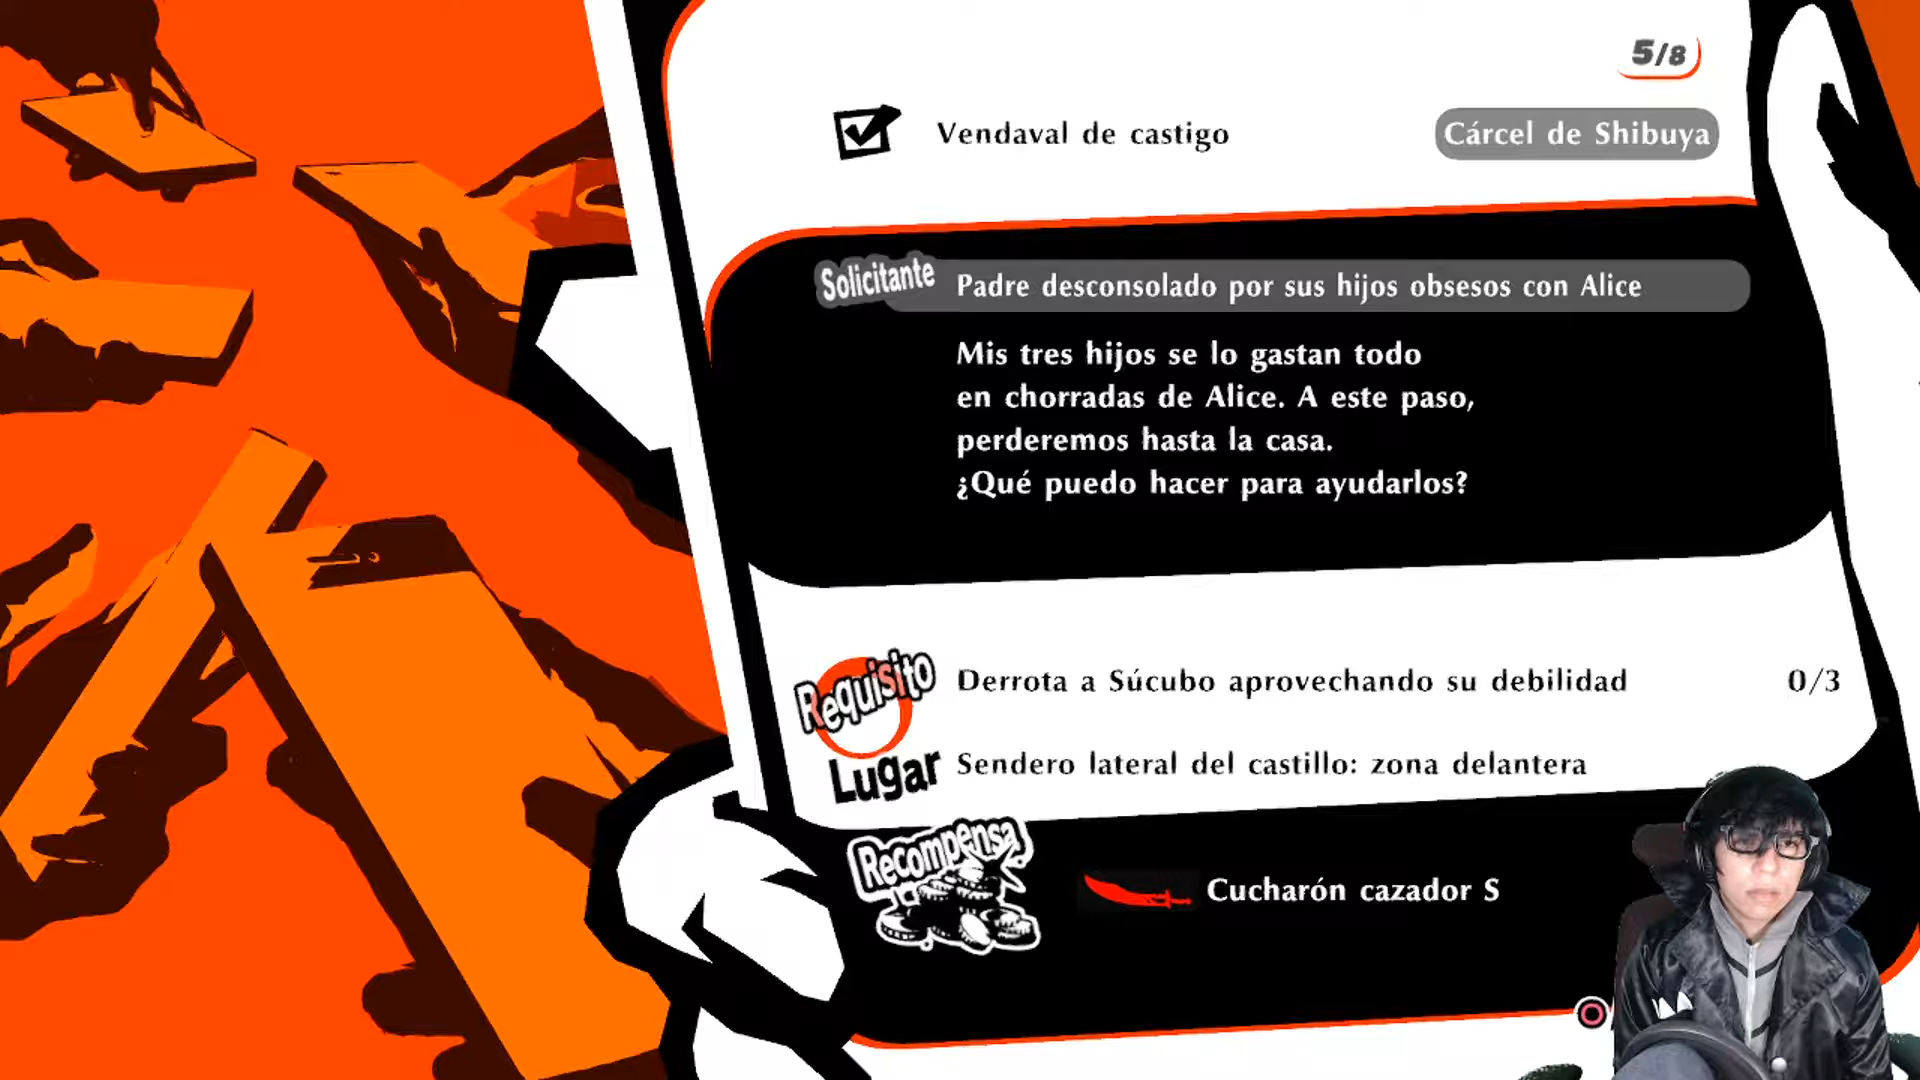 5/8
Vendaval de castigo
Cárcel de Shibuya
Solicitante
Padre desconsolado por sus hijos obsesos con Alice
Mis tres hijos se lo gastan todo
en chorradas de Alice. A este paso,
perderemos hasta la casa.
¿Qué puedo hacer para ayudarlos?
Requisito
Derrota a Súcubo aprovechando su debilidad
0/3
Lugar
Sendero lateral del castillo: zona delantera
Recompensa
Cucharón cazador S